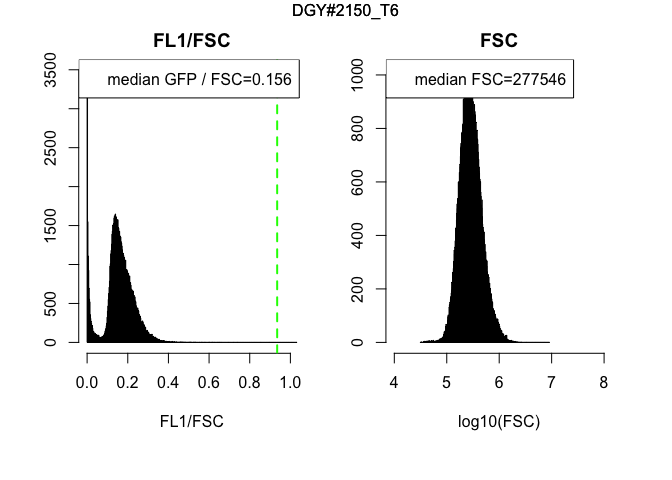 DGY#2150_T6
FL1/FSC
median GFP / FSC=0.156
0
500
1500
2500
3500
0.0 0.2 0.4 0.6 0.8 1.0
FL1/FSC
FSC
median FSC=277546
0
200
400
600
800
1000
4 5 6 7 8
log10(FSC)